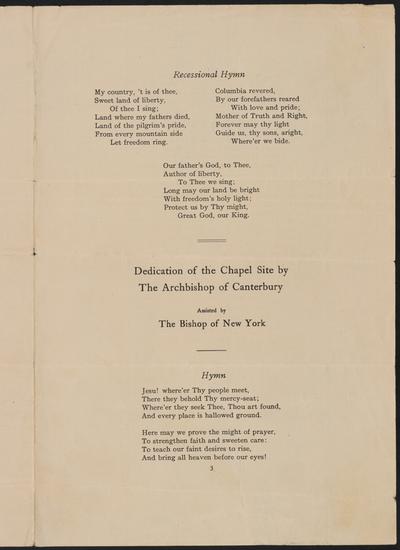 Recessional Hymn
My country, 't is of thee,
Sweet land of liberty,
Of thee I sing;
Land where my fathers died,
Land of the pilgrim's pride,
From every mountain side
Let freedom ring.
Columbia revered,
By our forefathers reared
With love and pride;
Mother of Truth and Right,
Forever may thy light
Guide us, thy sons, aright,
Where'er we bide.
Our father's God, to Thee,
Author of liberty,
To Thee we sing;
Long may our land be bright
With freedom's holy light;
Protect us by Thy might,
Great God, our King.
Dedication of the Chapel Site by
The Archbishop of Canterbury
Assisted by
The Bishop of New York
Hymn
Jesu! where'er Thy people meet,
There they behold Thy mercy-seat;
Where'er they seek Thee, Thou art found,
And every place is hallowed ground.
Here may we prove the might of prayer,
To strengthen faith and sweeten care:
To teach our faint desires to rise,
And bring all heaven before our eyes!
3